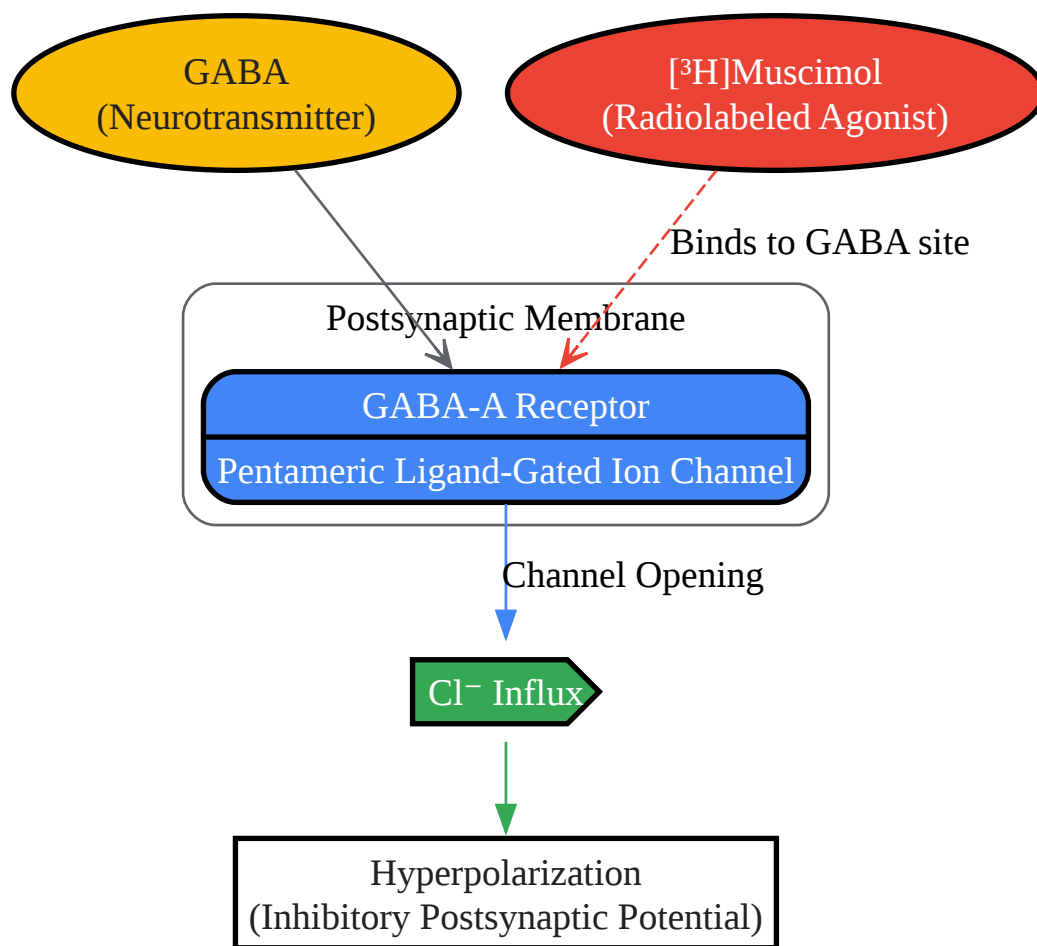 GABA
(Neurotransmitter)
[³H]Muscimol
(Radiolabeled Agonist)
Binds to GABA site
Postsynaptic Membrane
GABA-A Receptor
Pentameric Ligand-Gated Ion Channel
Channel Opening
Cl⁻ Influx
Hyperpolarization
(Inhibitory Postsynaptic Potential)